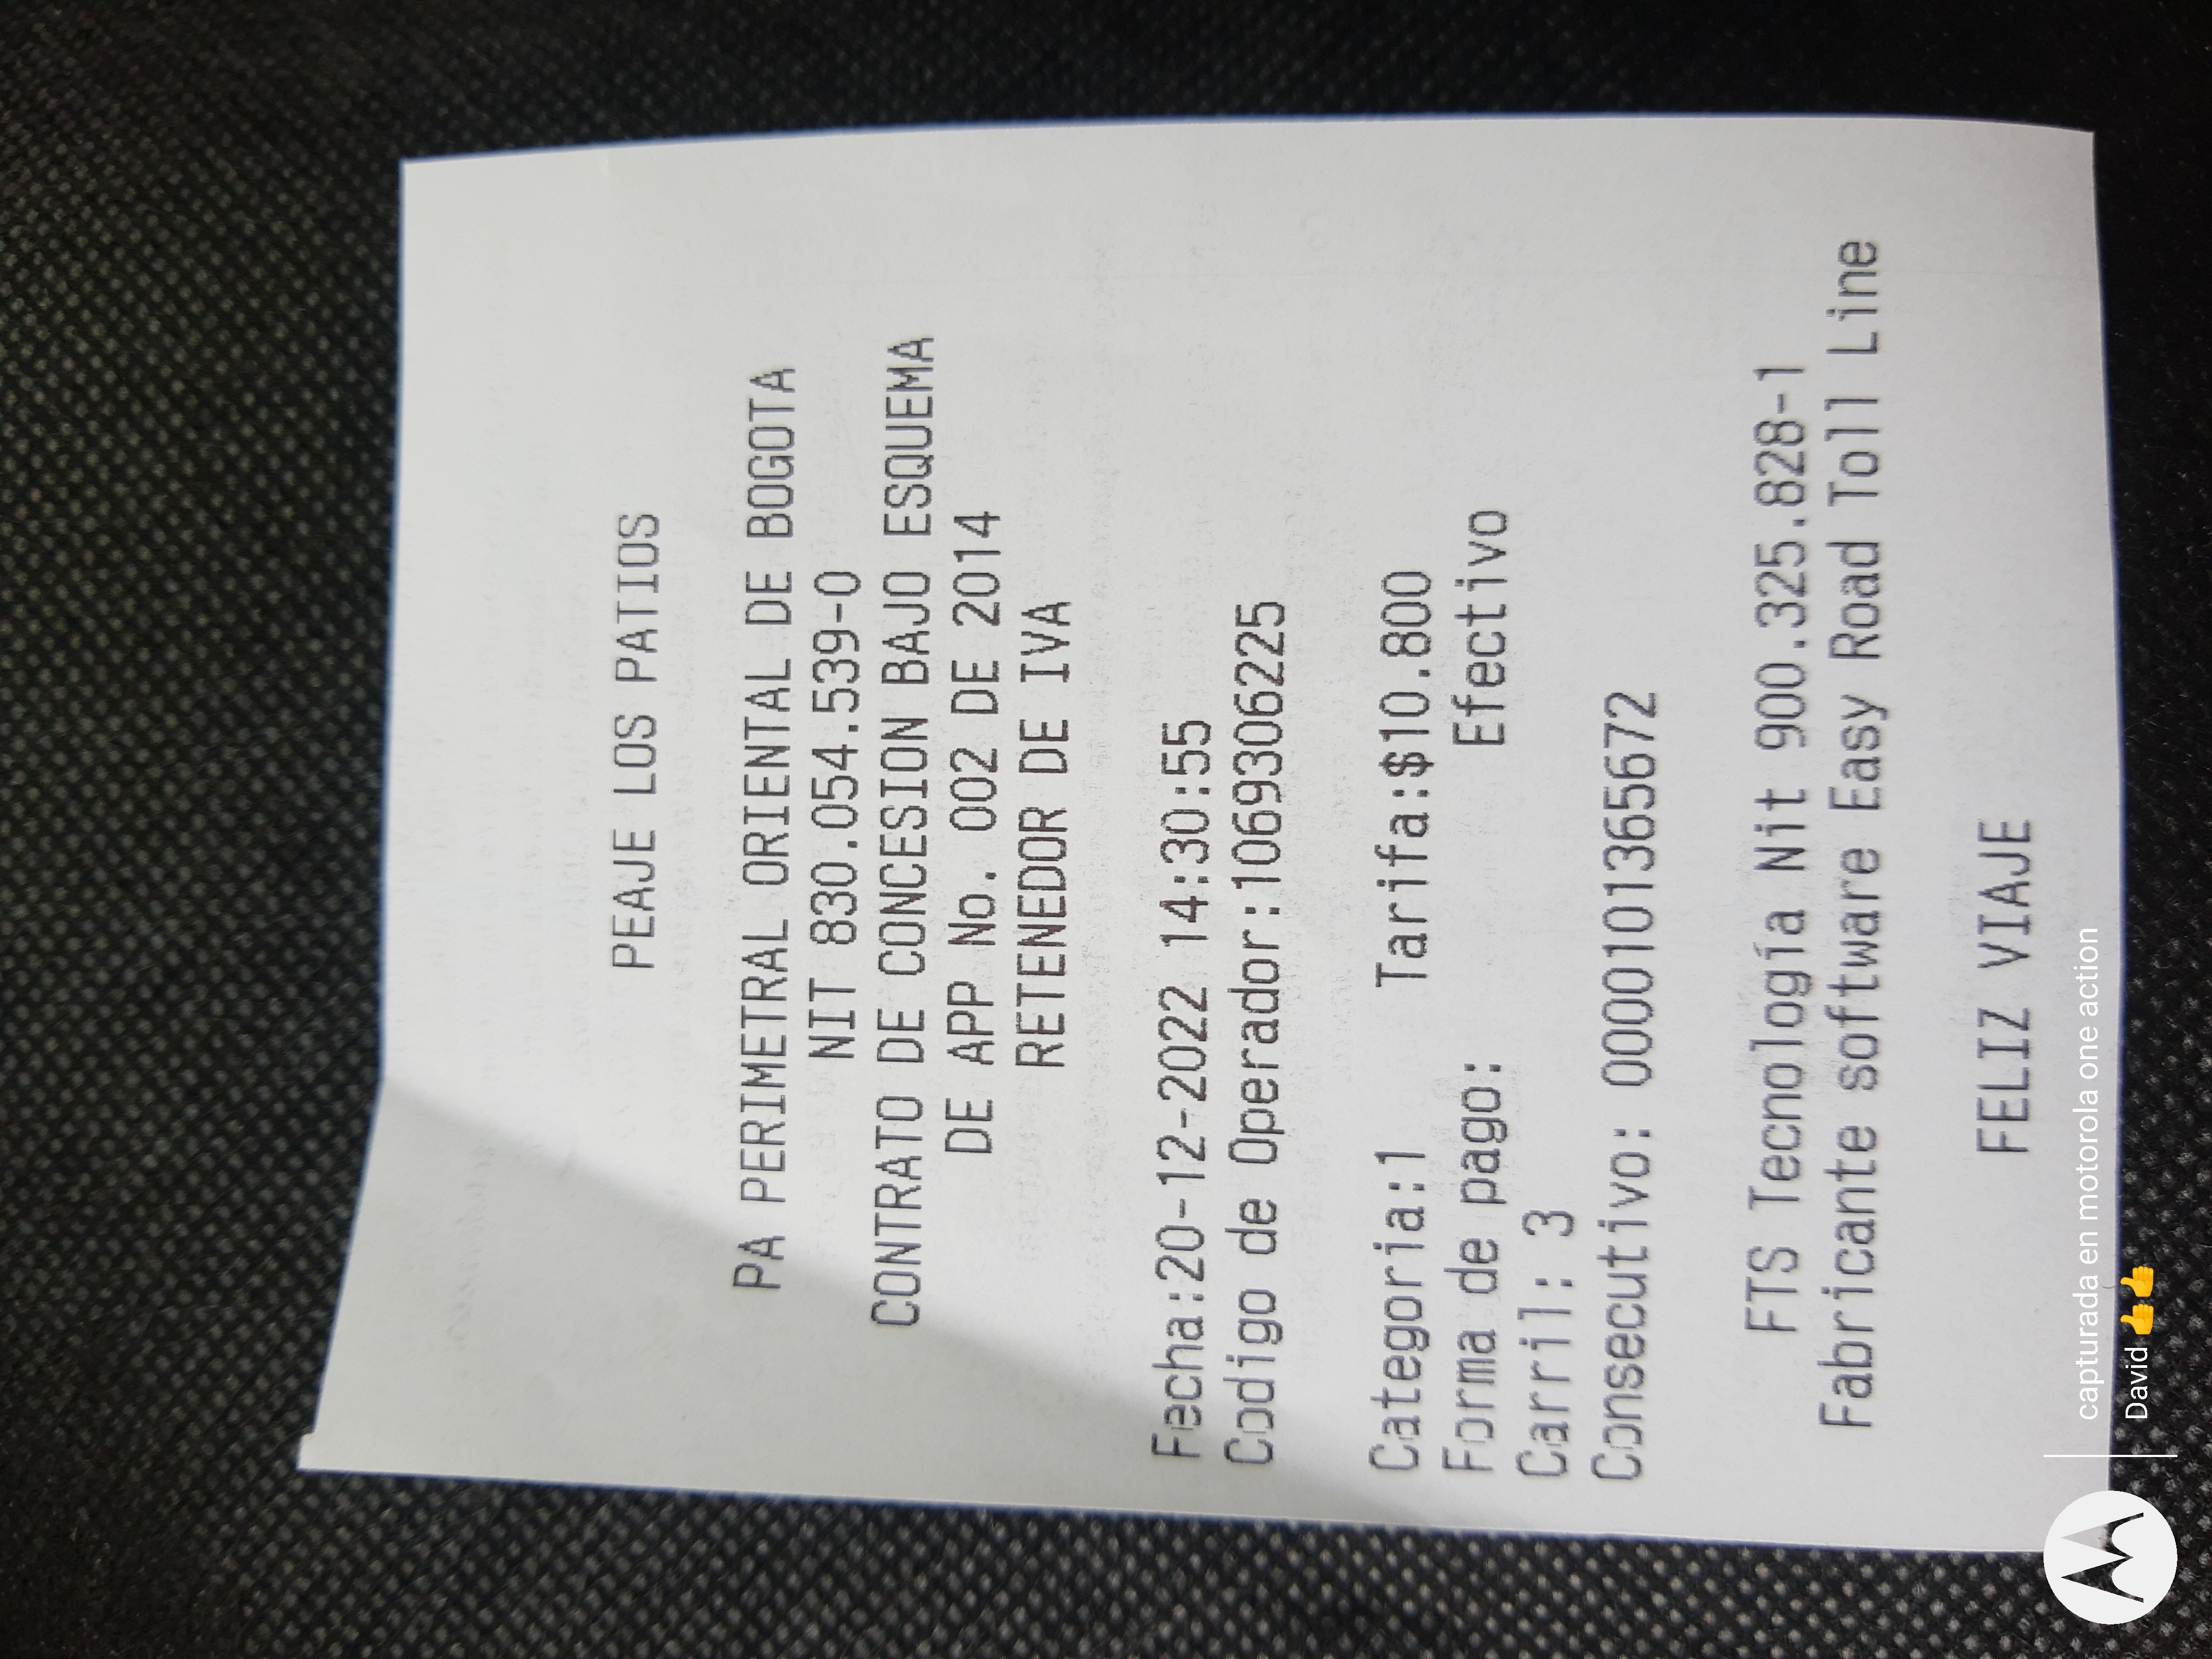 PEAJE LOS PATIOS
PA PERIMETRAL ORIENTAL DE BOGOTA
NIT 830.054.539-0
CONTRATO DE CONCESION BAJO ESQUEMA
DE APP No. 002 DE 2014
RETENEDOR DE IVA
Fecha:20-12-2022 14:30:55
Codigo de Operador:1069306225
Categoria:1 Tarifa:$10.800
Forma de pago: Efectivo
Carril: 3
Consecutivo: 0000101365672
FTS Tecnología Nit 900.325.828-1
Fabricante software Easy Road Toll Line
FELIZ VIAJE
capturada en motorola one action
David 👍👍